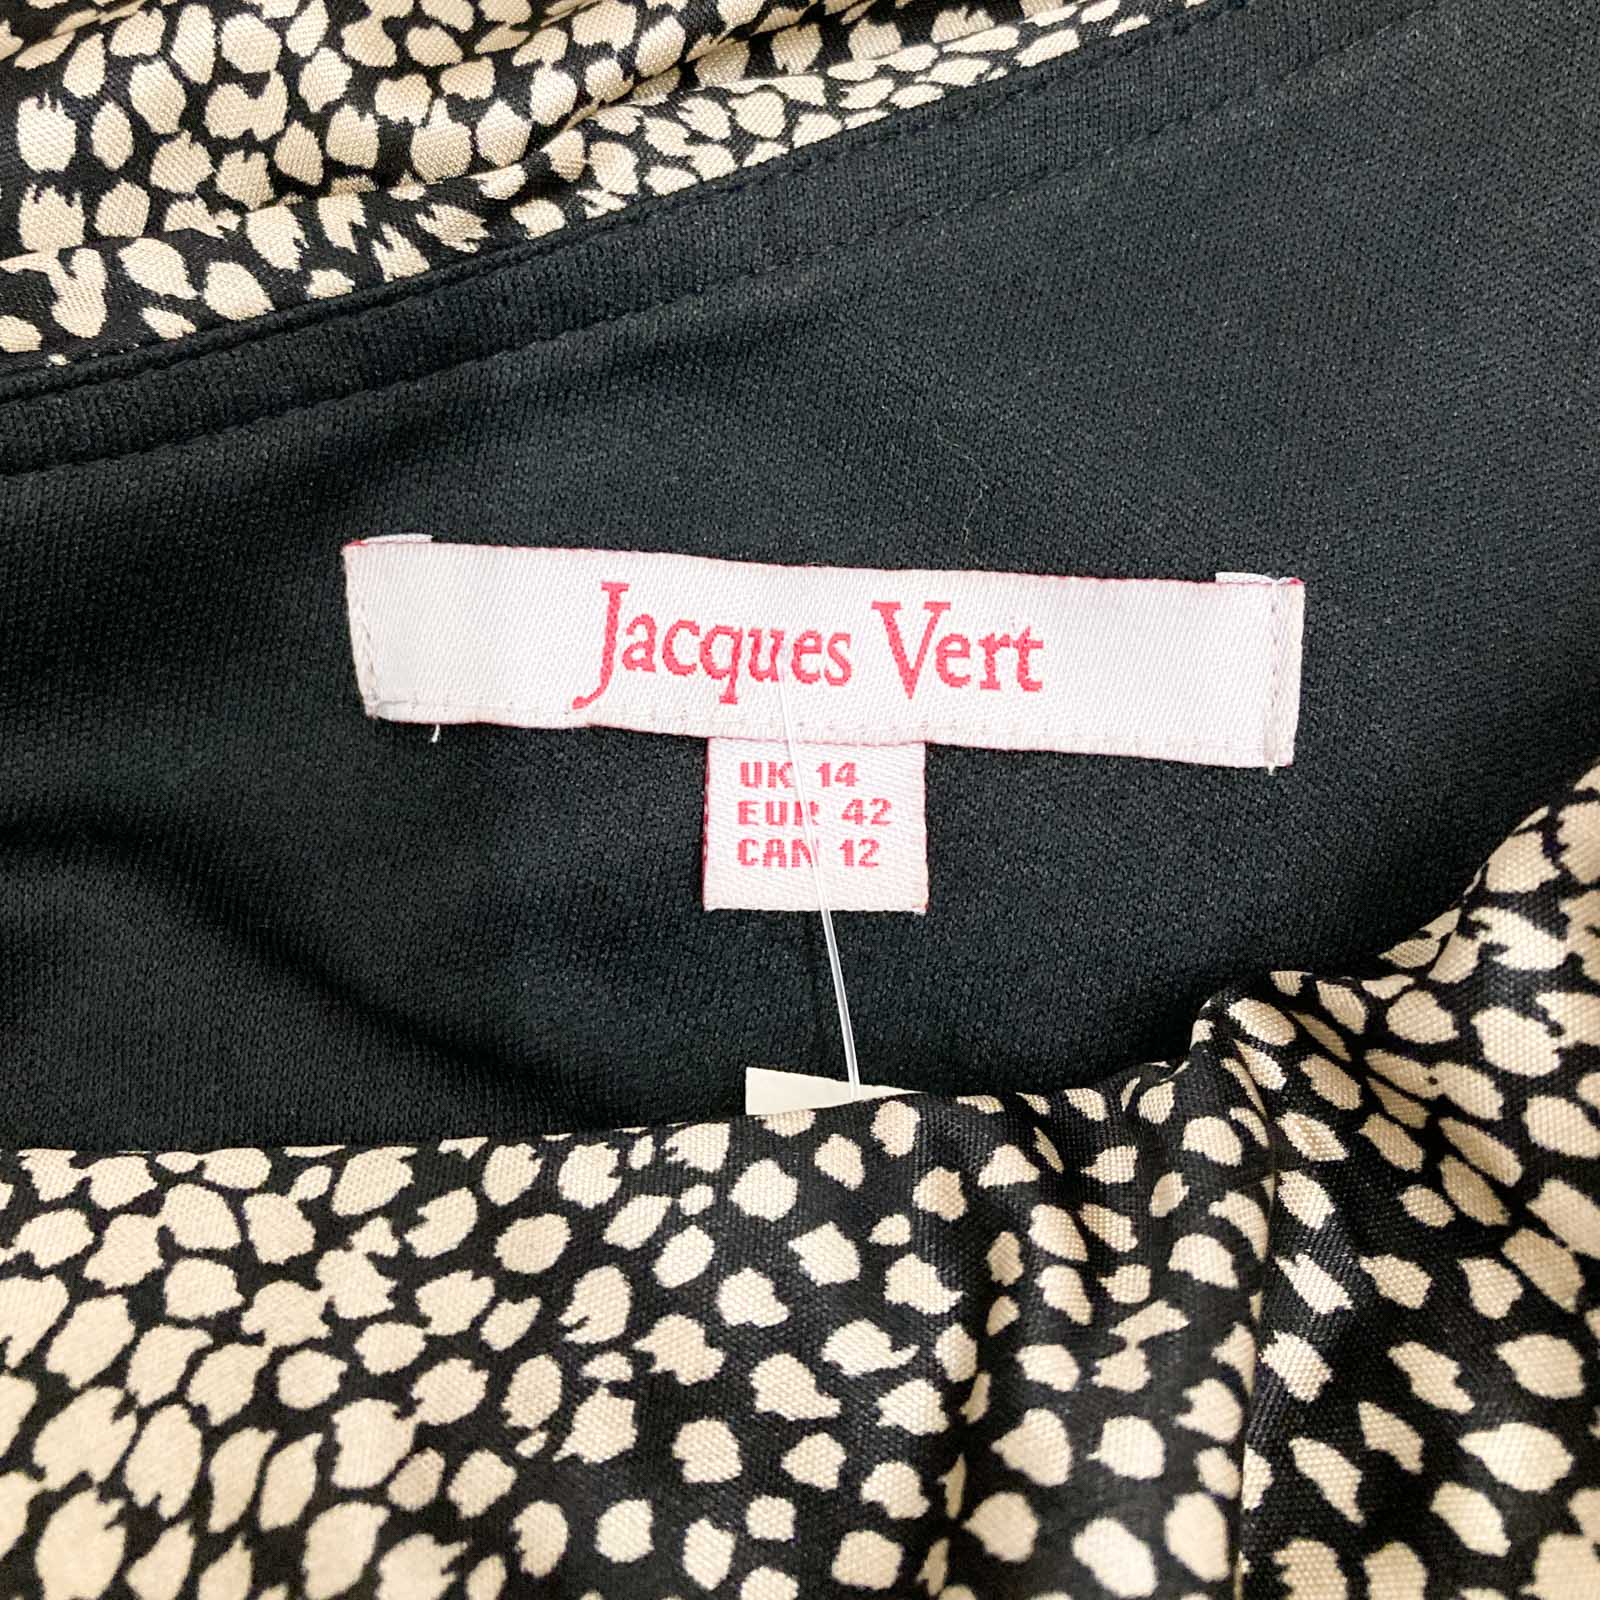 Jacques Vert
UK 14
EUR 42
CAN 12